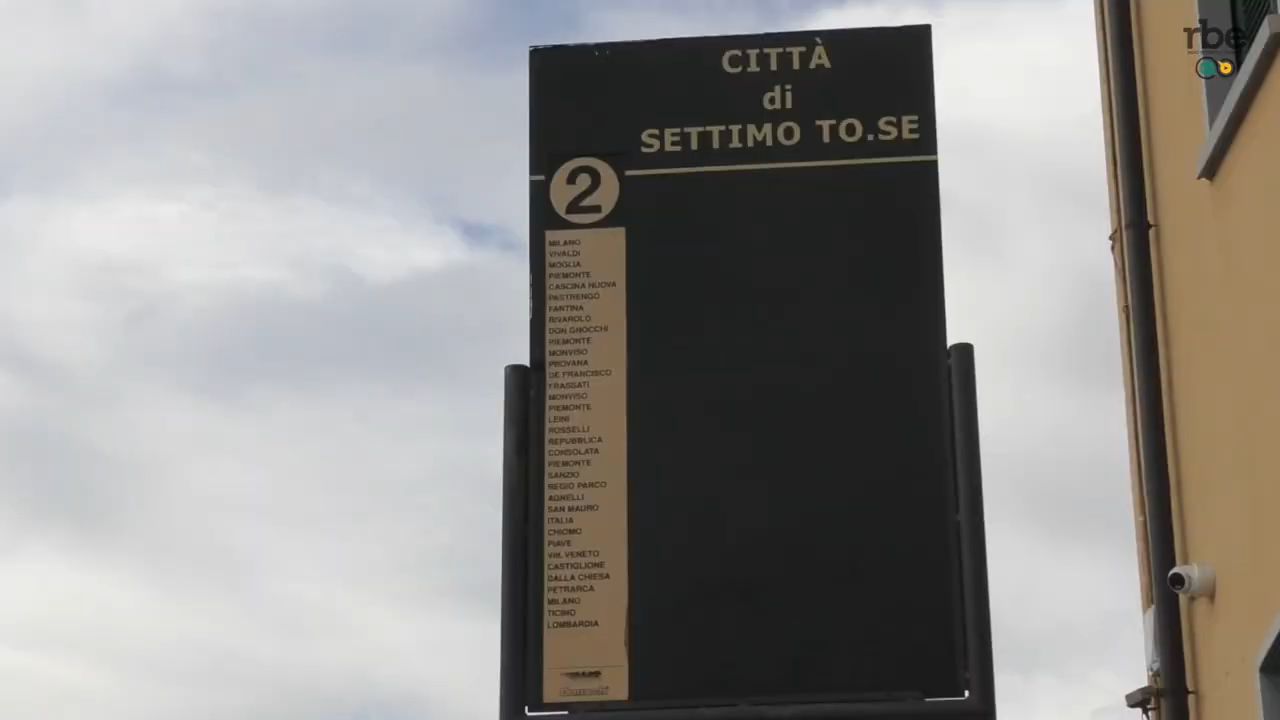 rbe
CITTÀ
di
SETTIMO TO.SE
2
MILANO
VIVALDI
MOGLIA
PIEMONTE
CASCINA NUOVA
PASTRENGO
FANTINA
RIVAROLO
DON GNOCCHI
PIEMONTE
MONVISO
PROVANA
DE FRANCISCO
FRASSATI
MONVISO
PIEMONTE
LEINI
ROSSELLI
REPUBBLICA
CONSOLATA
PIEMONTE
SANZIO
REGIO PARCO
AGNELLI
SAN MAURO
ITALIA
CHIOMO
PIAVE
VENETO
CASTIGLIONE
DALLA CHIESA
PETRARCA
MILANO
TICINO
LOMBARDIA